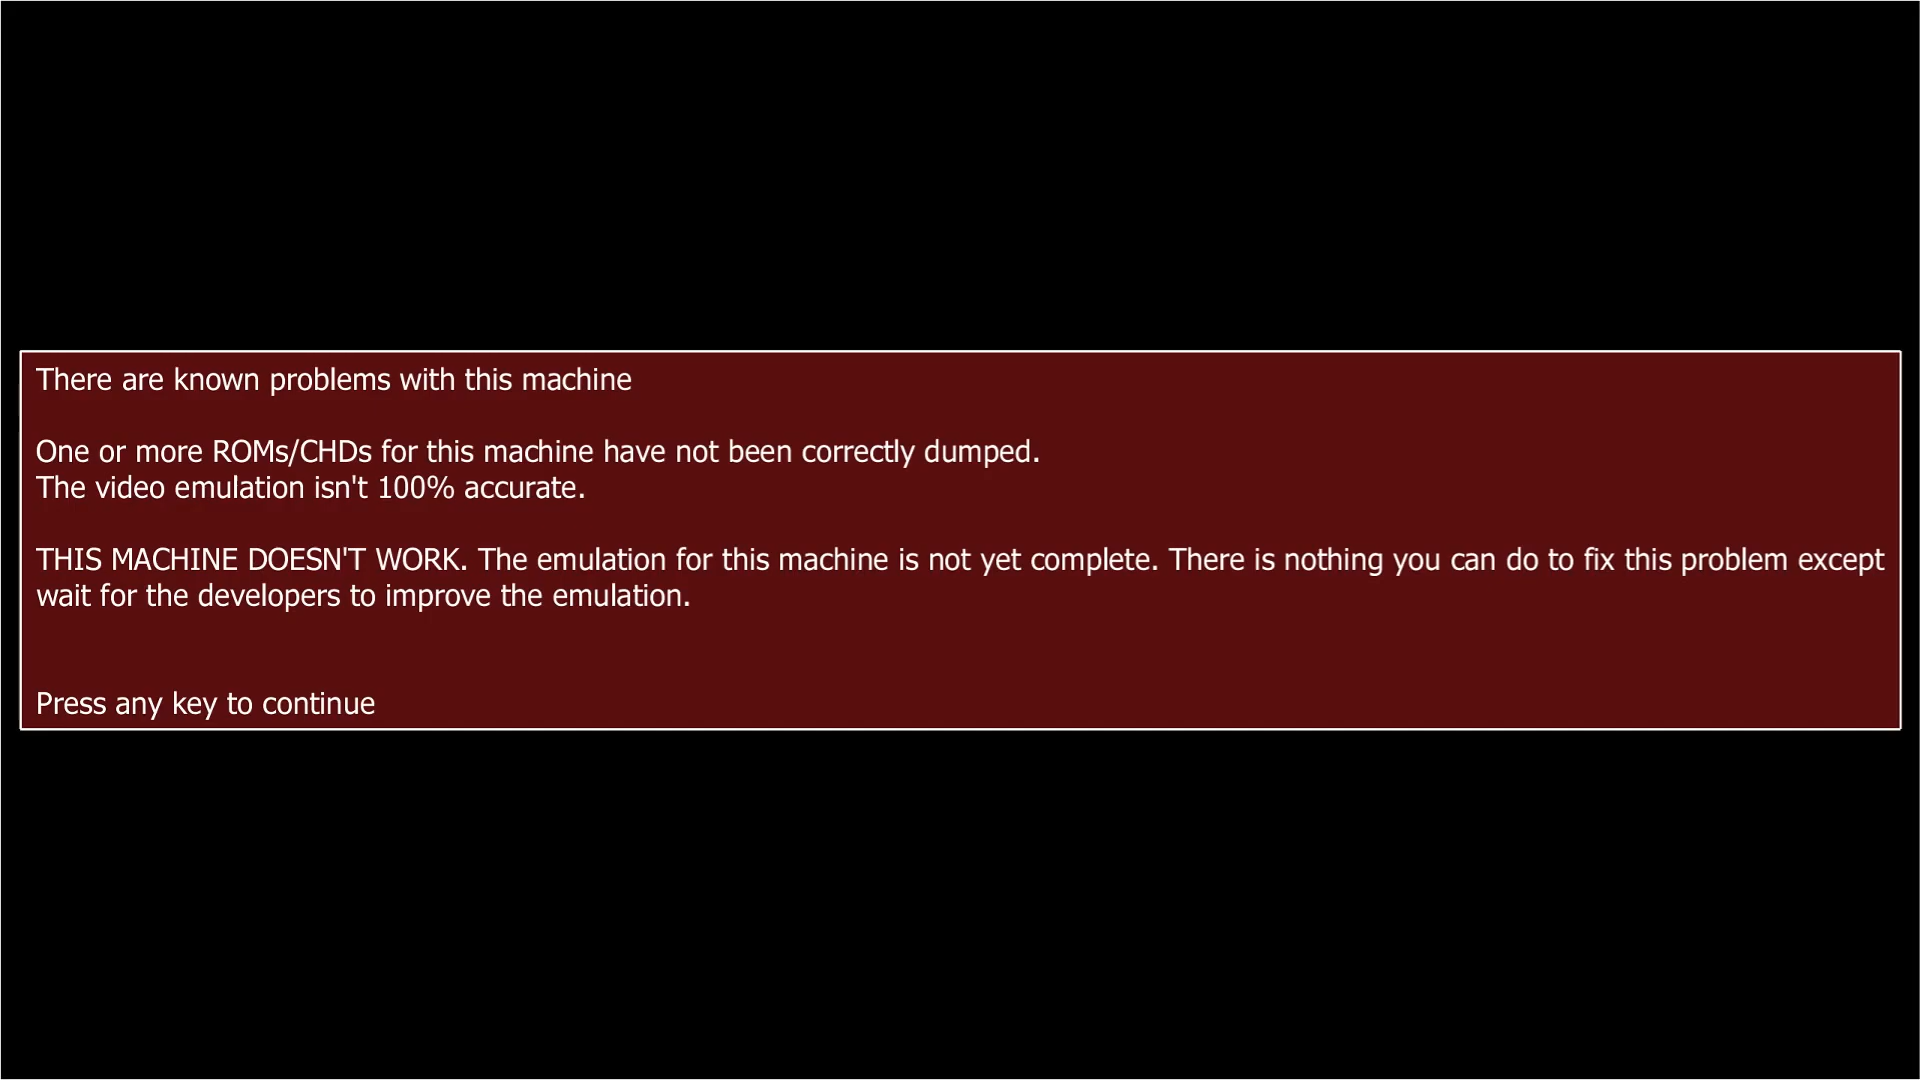 There are known problems with this machine
One or more ROMs/CHDs for this machine have not been correctly dumped.
The video emulation isn't 100% accurate.
THIS MACHINE DOESN'T WORK. The emulation for this machine is not yet complete. There is nothing you can do to fix this problem except
wait for the developers to improve the emulation.
Press any key to continue